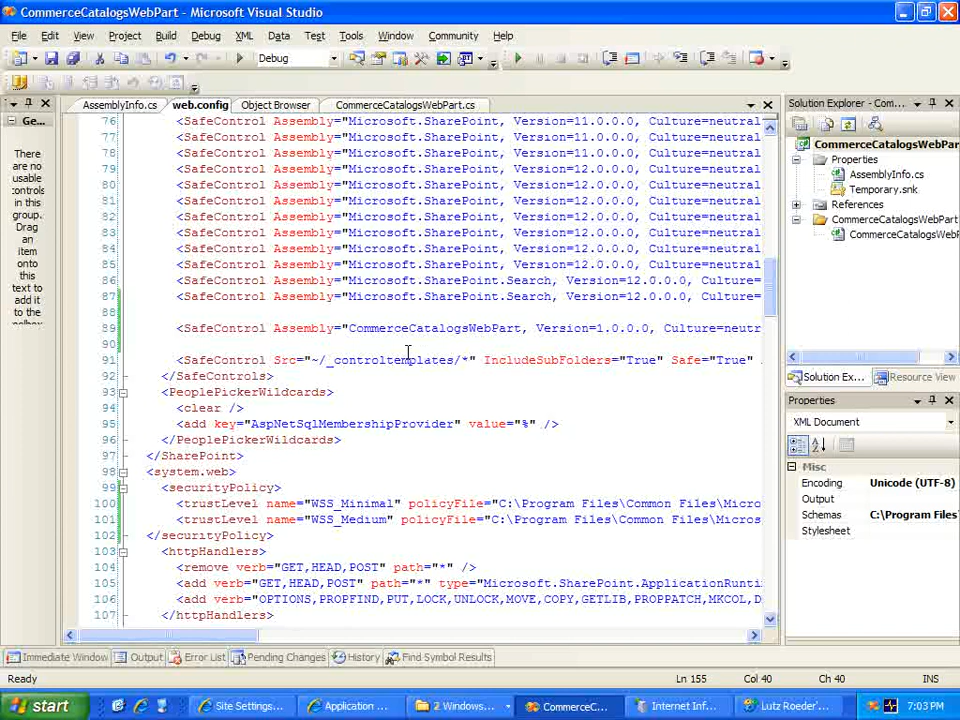 CommerceCatalogsWebPart - Microsoft Visual Studio
File Edit View Project Build Debug XML Data Test Tools Window Community Help
Debug
AssemblyInfo.cs web.config Object Browser CommerceCatalogsWebPart.cs
Ge...
There
are no
usable
controls
in this
group.
Drag
an
item
onto
this
text to
add it
to the
76 <SafeControl Assembly="Microsoft.SharePoint, Version=11.0.0.0, Culture=neutral
77 <SafeControl Assembly="Microsoft.SharePoint, Version=11.0.0.0, Culture=neutral
78 <SafeControl Assembly="Microsoft.SharePoint, Version=11.0.0.0, Culture=neutral
79 <SafeControl Assembly="Microsoft.SharePoint, Version=12.0.0.0, Culture=neutral
80 <SafeControl Assembly="Microsoft.SharePoint, Version=12.0.0.0, Culture=neutral
81 <SafeControl Assembly="Microsoft.SharePoint, Version=12.0.0.0, Culture=neutral
82 <SafeControl Assembly="Microsoft.SharePoint, Version=12.0.0.0, Culture=neutral
83 <SafeControl Assembly="Microsoft.SharePoint, Version=12.0.0.0, Culture=neutral
84 <SafeControl Assembly="Microsoft.SharePoint, Version=12.0.0.0, Culture=neutral
85 <SafeControl Assembly="Microsoft.SharePoint, Version=12.0.0.0, Culture=neutral
86 <SafeControl Assembly="Microsoft.SharePoint.Search, Version=12.0.0.0, Culture=
87 <SafeControl Assembly="Microsoft.SharePoint.Search, Version=12.0.0.0, Culture=
88
89 <SafeControl Assembly="CommerceCatalogsWebPart, Version=1.0.0.0, Culture=neutr
90
91 <SafeControl Src="~/_controltemplates/*" IncludeSubFolders="True" Safe="True"
92 </SafeControls>
93 <PeoplePickerWildcards>
94 <clear />
95 <add key="AspNetSqlMembershipProvider" value="%" />
96 </PeoplePickerWildcards>
97 </SharePoint>
98 <system.web>
99 <securityPolicy>
100 <trustLevel name="WSS_Minimal" policyFile="C:\Program Files\Common Files\Micro
101 <trustLevel name="WSS_Medium" policyFile="C:\Program Files\Common Files\Micros
102 </securityPolicy>
103 <httpHandlers>
104 <remove verb="GET,HEAD,POST" path="*" />
105 <add verb="GET,HEAD,POST" path="*" type="Microsoft.SharePoint.ApplicationRunti
106 <add verb="OPTIONS,PROPFIND,PUT,LOCK,UNLOCK,MOVE,COPY,GETLIB,PROPPATCH,MKCOL,D
107 </httpHandlers>
Solution Explorer - Com...
CommerceCatalogsWebPar
Properties
AssemblyInfo.cs
Temporary.snk
References
CommerceCatalogsWebPart
CommerceCatalogsWebPar
Solution Ex... Resource View
Properties
XML Document
Misc
Encoding Unicode (UTF-8)
Output
Schemas C:\Program Files
Stylesheet
Immediate Window Output Error List Pending Changes History Find Symbol Results
Ready Ln 155 Col 40 Ch 40 INS
start Site Settings... Application ... 2 Windows... CommerceC... Internet Inf... Lutz Roeder'... 7:03 PM